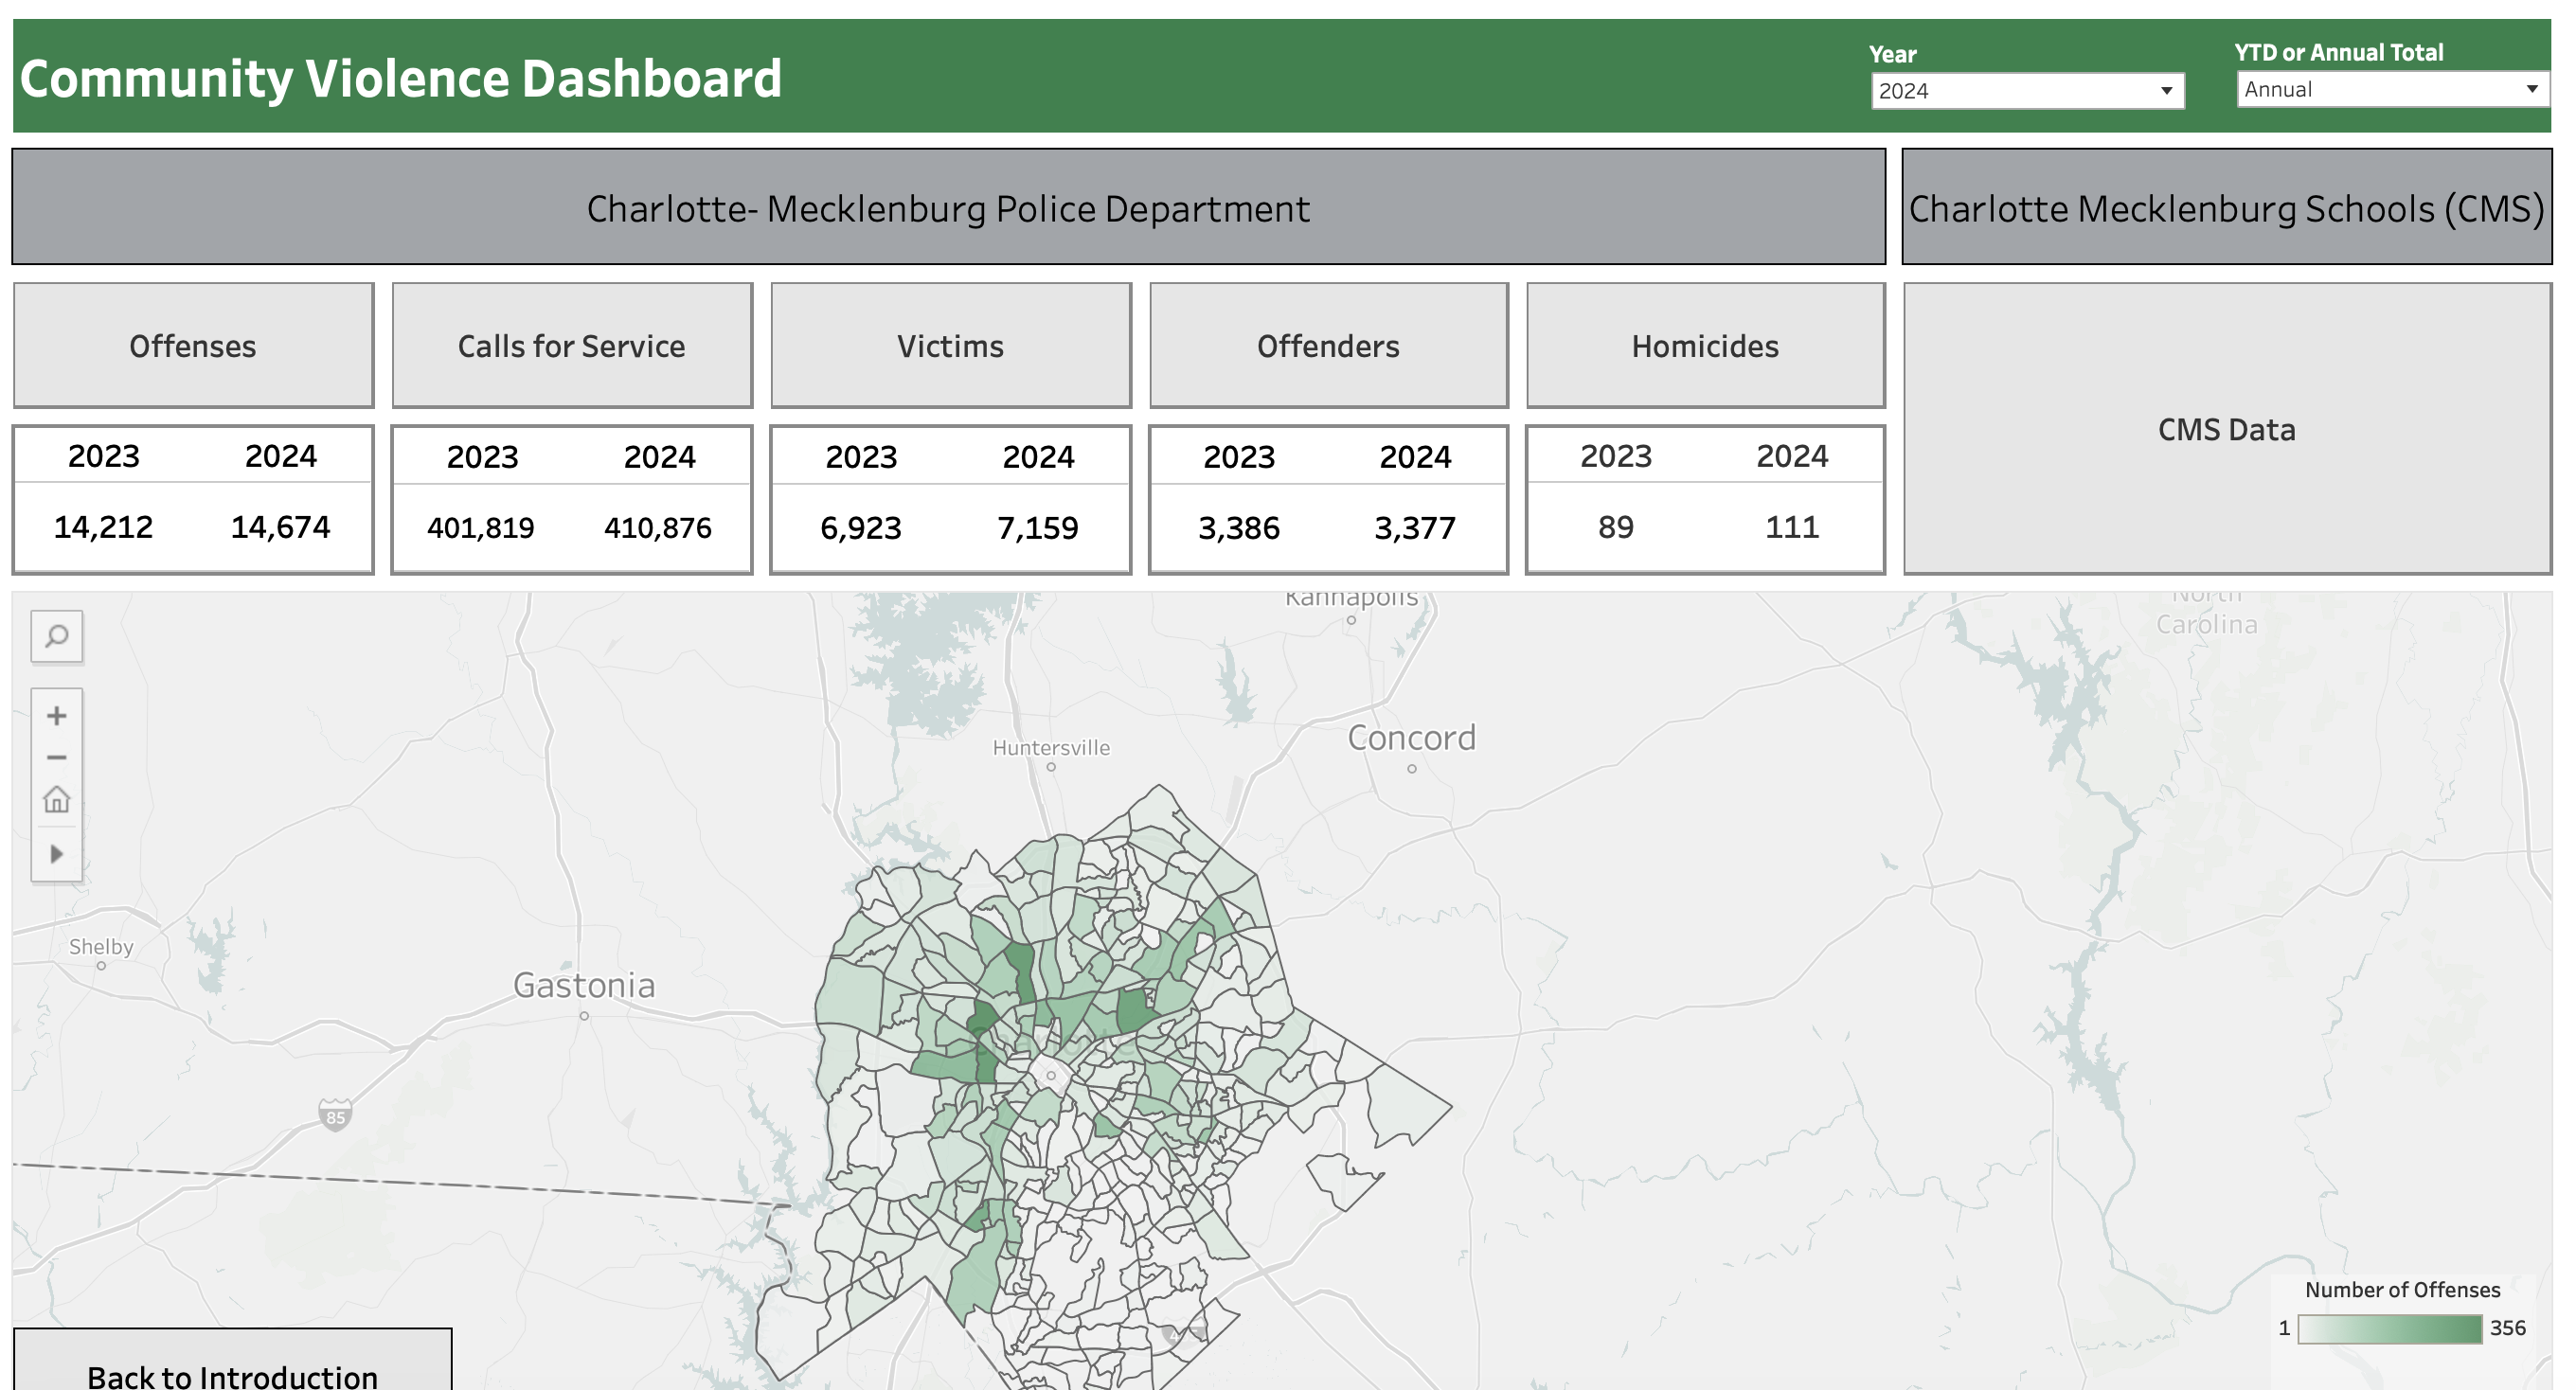 Community Violence Dashboard
Year
2024
YTD or Annual Total
Annual
Charlotte- Mecklenburg Police Department
Charlotte Mecklenburg Schools (CMS)
Offenses
Calls for Service
Victims
Offenders
Homicides
CMS Data
2023 2024
14,212 14,674
2023 2024
401,819 410,876
2023 2024
6,923 7,159
2023 2024
3,386 3,377
2023 2024
89 111
Kannapolis
North
Carolina
Huntersville
Concord
Shelby
Gastonia
Charlotte
85
Number of Offenses
1 356
Back to Introduction